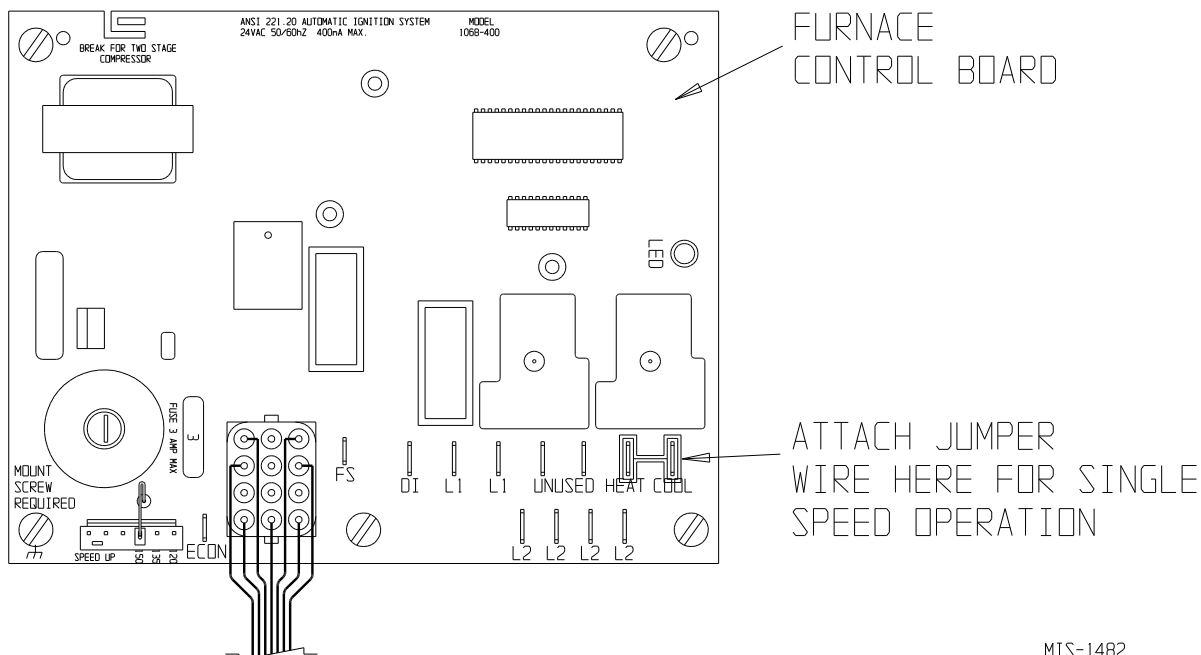 ANSI 221.20 AUTOMATIC IGNITION SYSTEM
24VAC 50/60hZ 400nA MAX.
MODEL
1068-400
BREAK FOR TWO STAGE
COMPRESSOR
FURNACE
CONTROL BOARD
LED
FUSE 3 AMP MAX
3
MOUNT
SCREW
REQUIRED
FS
DI
L1
L1
UNUSED
HEAT
COOL
ATTACH JUMPER
WIRE HERE FOR SINGLE
SPEED OPERATION
SPEED UP
150
135
120
ECON
L2
L2
L2
L2
MIS-1482